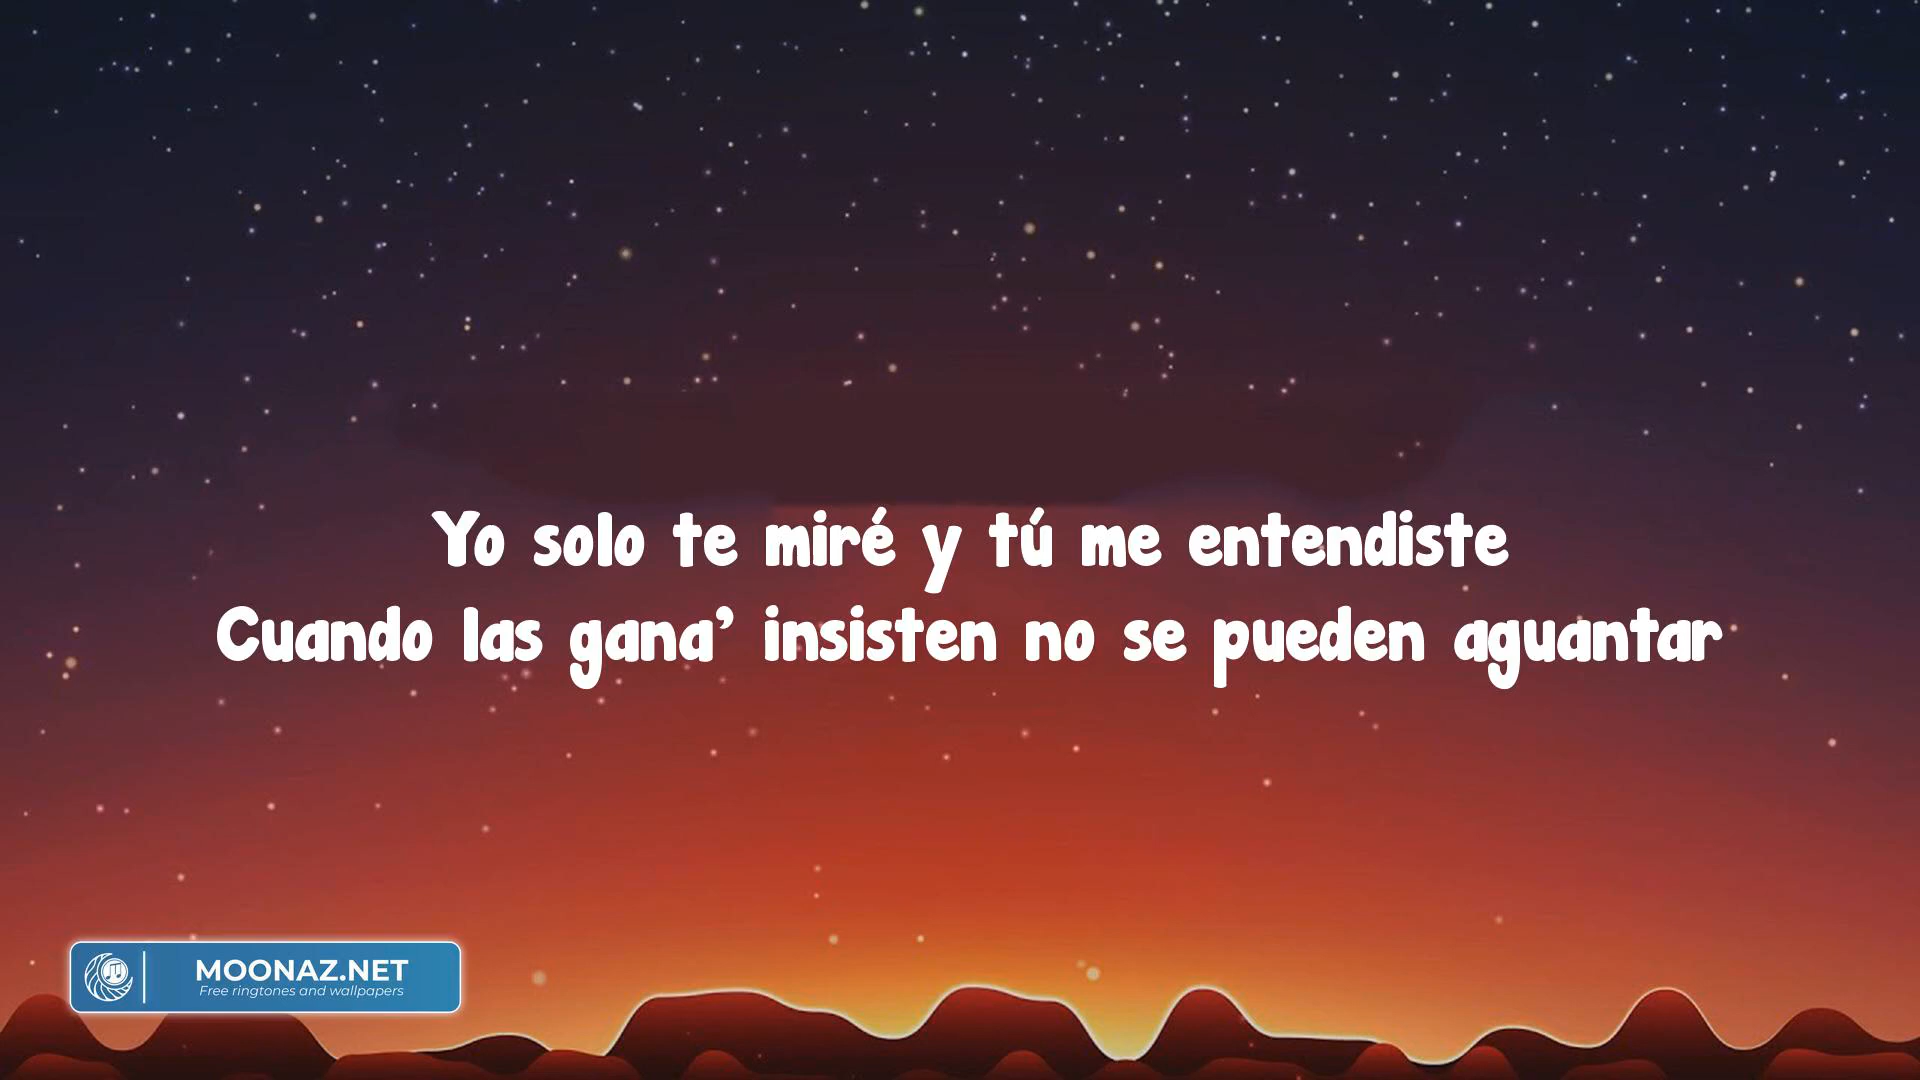 Yo solo te miré y tú me entendiste
Cuando las gana’ insisten no se pueden aguantar
MOONAZ.NET
Free ringtones and wallpapers